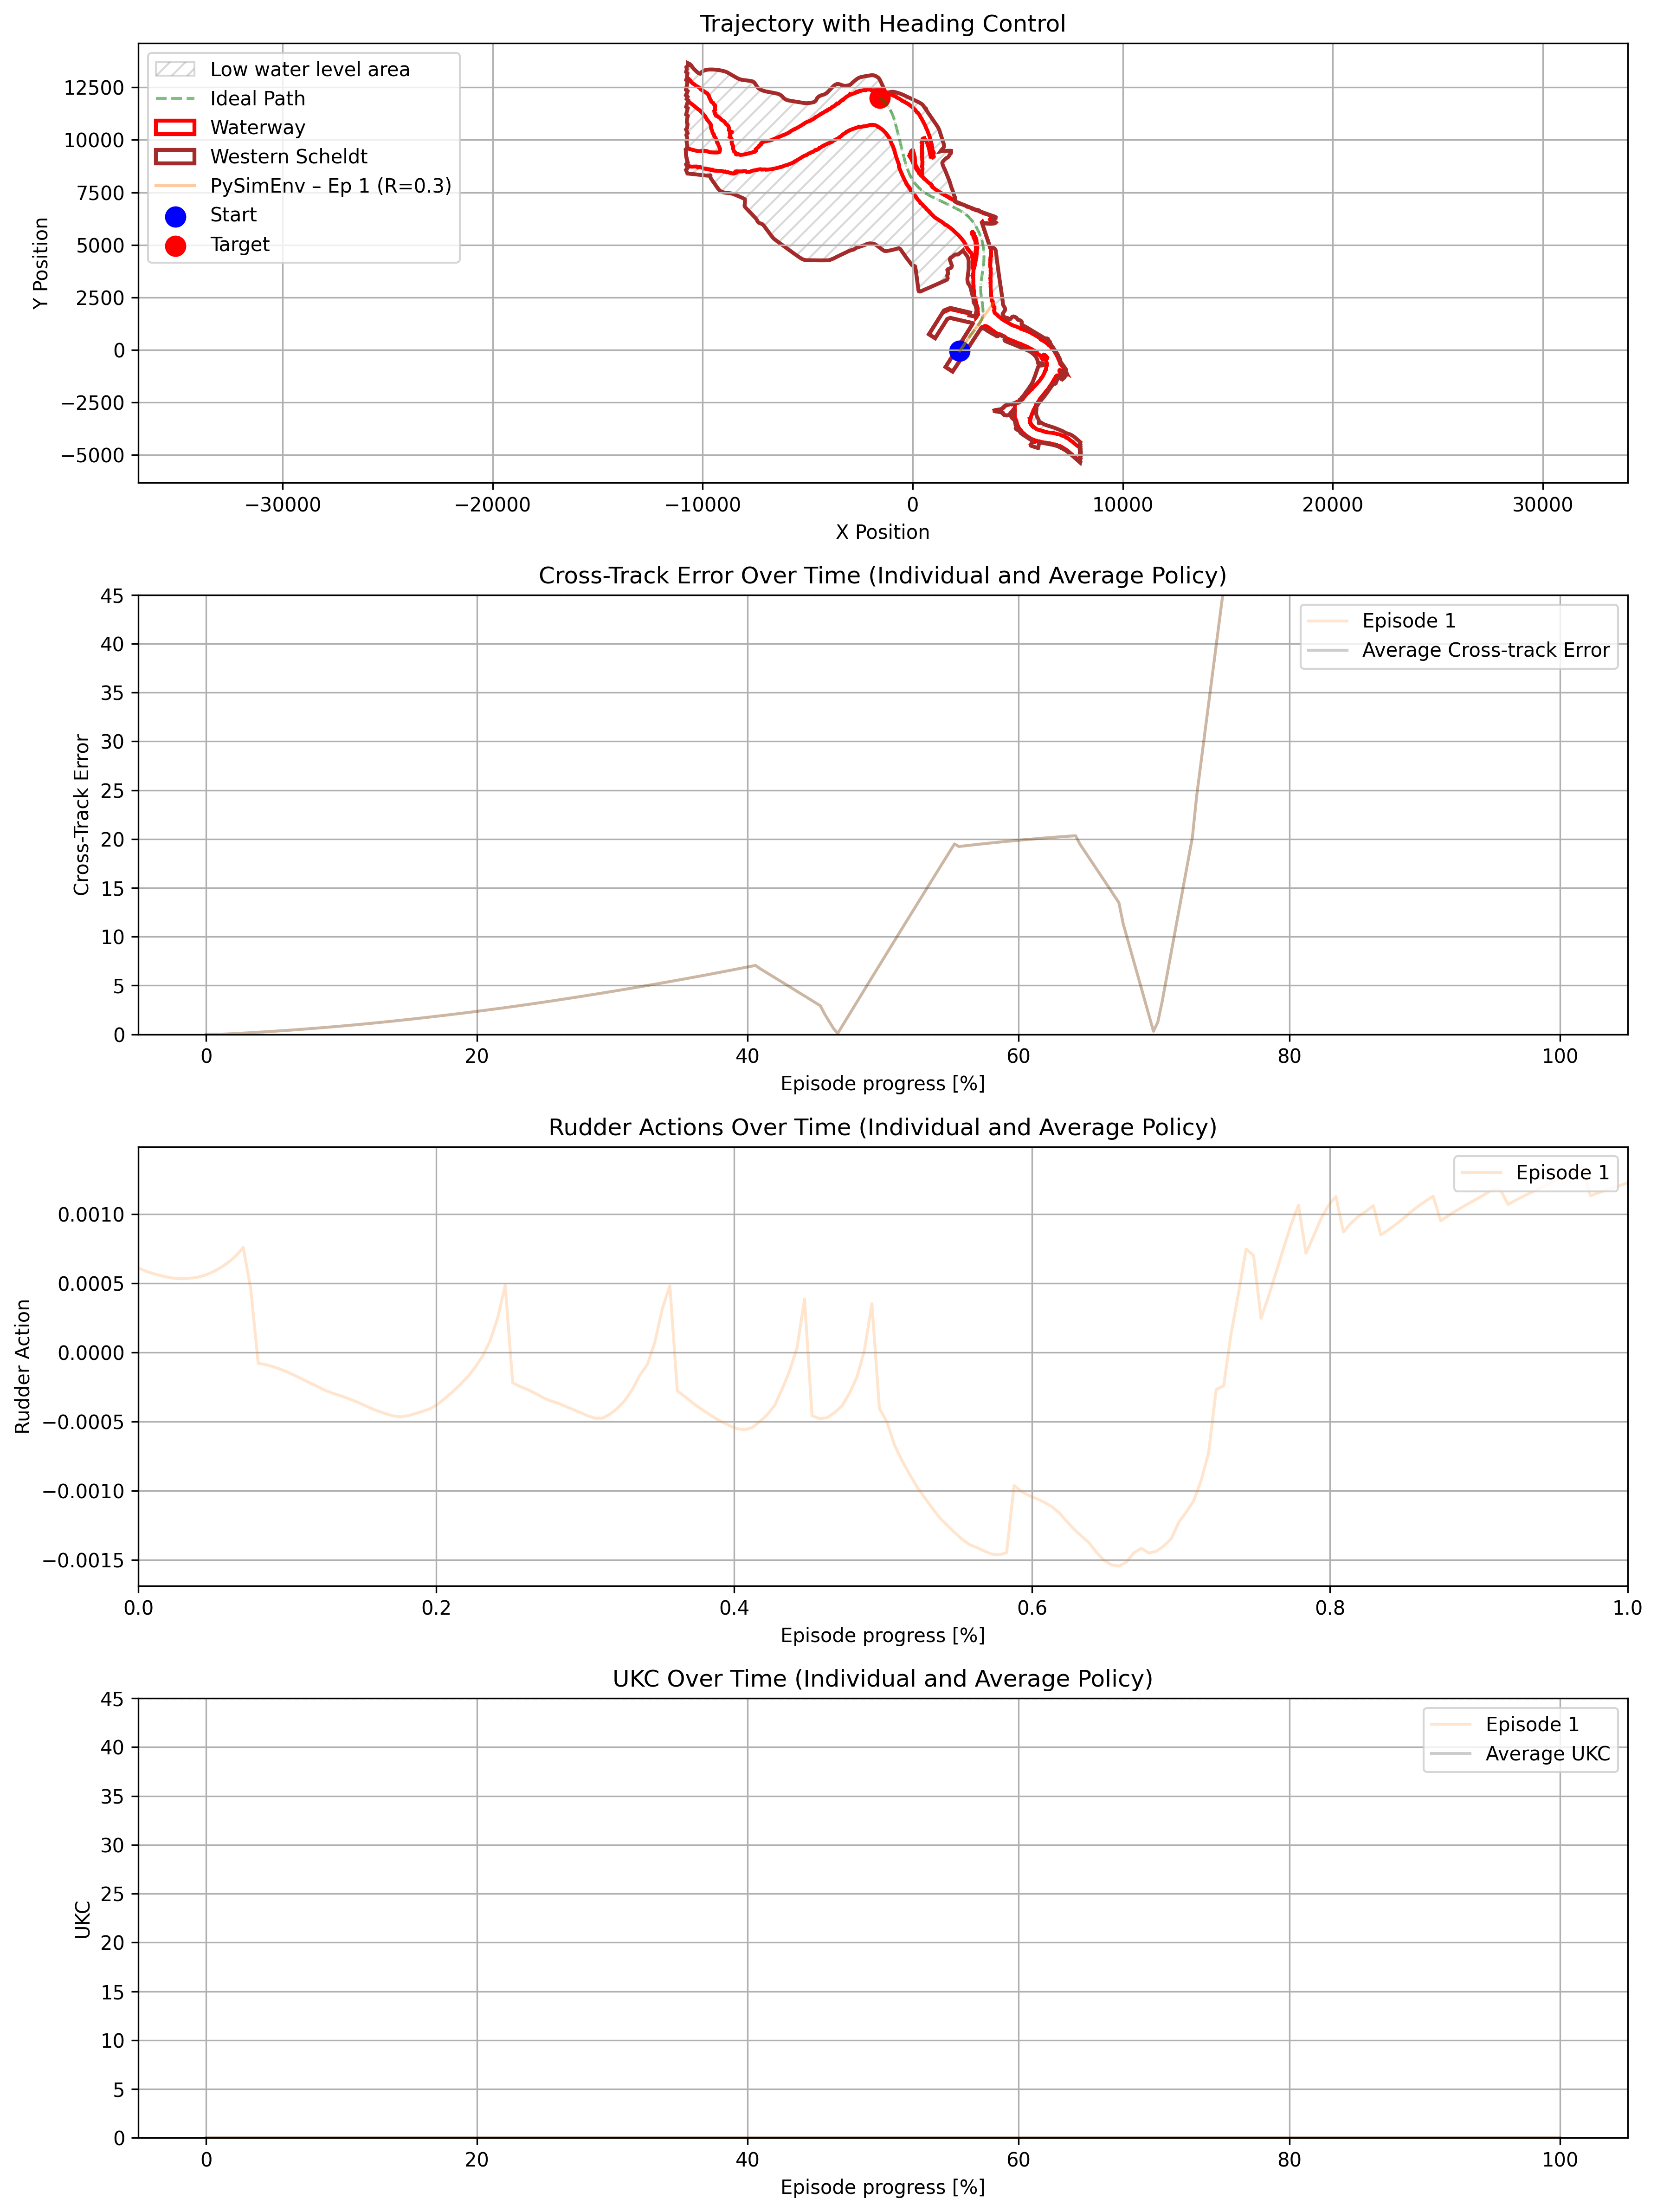 Trajectory with Heading Control
Low water level area
Ideal Path
Waterway
Western Scheldt
PySimEnv – Ep 1 (R=0.3)
Start
Target
Y Position
12500
10000
7500
5000
2500
0
−2500
−5000
−30000
−20000
−10000
0
10000
20000
30000
X Position
Cross-Track Error Over Time (Individual and Average Policy)
Episode 1
Average Cross-track Error
Cross-Track Error
45
40
35
30
25
20
15
10
5
0
0
20
40
60
80
100
Episode progress [%]
Rudder Actions Over Time (Individual and Average Policy)
Episode 1
Rudder Action
0.0010
0.0005
0.0000
−0.0005
−0.0010
−0.0015
0.0
0.2
0.4
0.6
0.8
1.0
Episode progress [%]
UKC Over Time (Individual and Average Policy)
Episode 1
Average UKC
UKC
45
40
35
30
25
20
15
10
5
0
0
20
40
60
80
100
Episode progress [%]